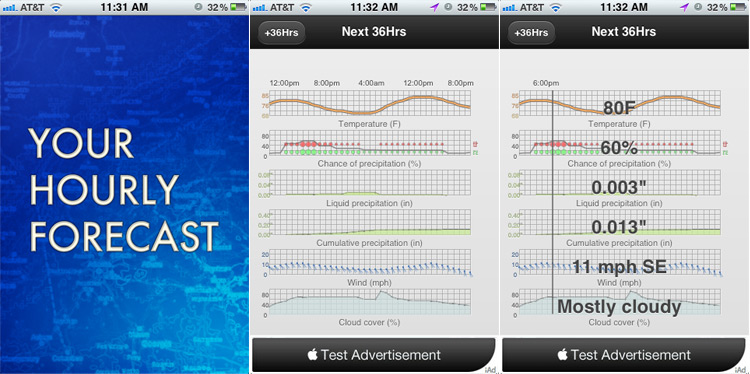 AT&T 11:31 AM 32%
YOUR
HOURLY
FORECAST
AT&T 11:32 AM 32%
+36Hrs Next 36Hrs
12:00pm 8:00pm 4:00am 12:00pm 8:00pm
85
76
68
Temperature (F)
80
40
0
Chance of precipitation (%)
0.08"
0.04"
0.00"
Liquid precipitation (in)
0.40"
0.20"
0.00"
Cumulative precipitation (in)
20
10
0
Wind (mph)
80
40
Cloud cover (%)
Test Advertisement
iAd
AT&T 11:32 AM 32%
+36Hrs Next 36Hrs
6:00pm
85
76
68
80F
Temperature (F)
80
40
0
60%
Chance of precipitation (%)
0.08"
0.04"
0.00"
0.003"
Liquid precipitation (in)
0.40"
0.20"
0.00"
0.013"
Cumulative precipitation (in)
20
10
0
11 mph SE
Wind (mph)
80
40
Mostly cloudy
Cloud cover (%)
Test Advertisement
iAd